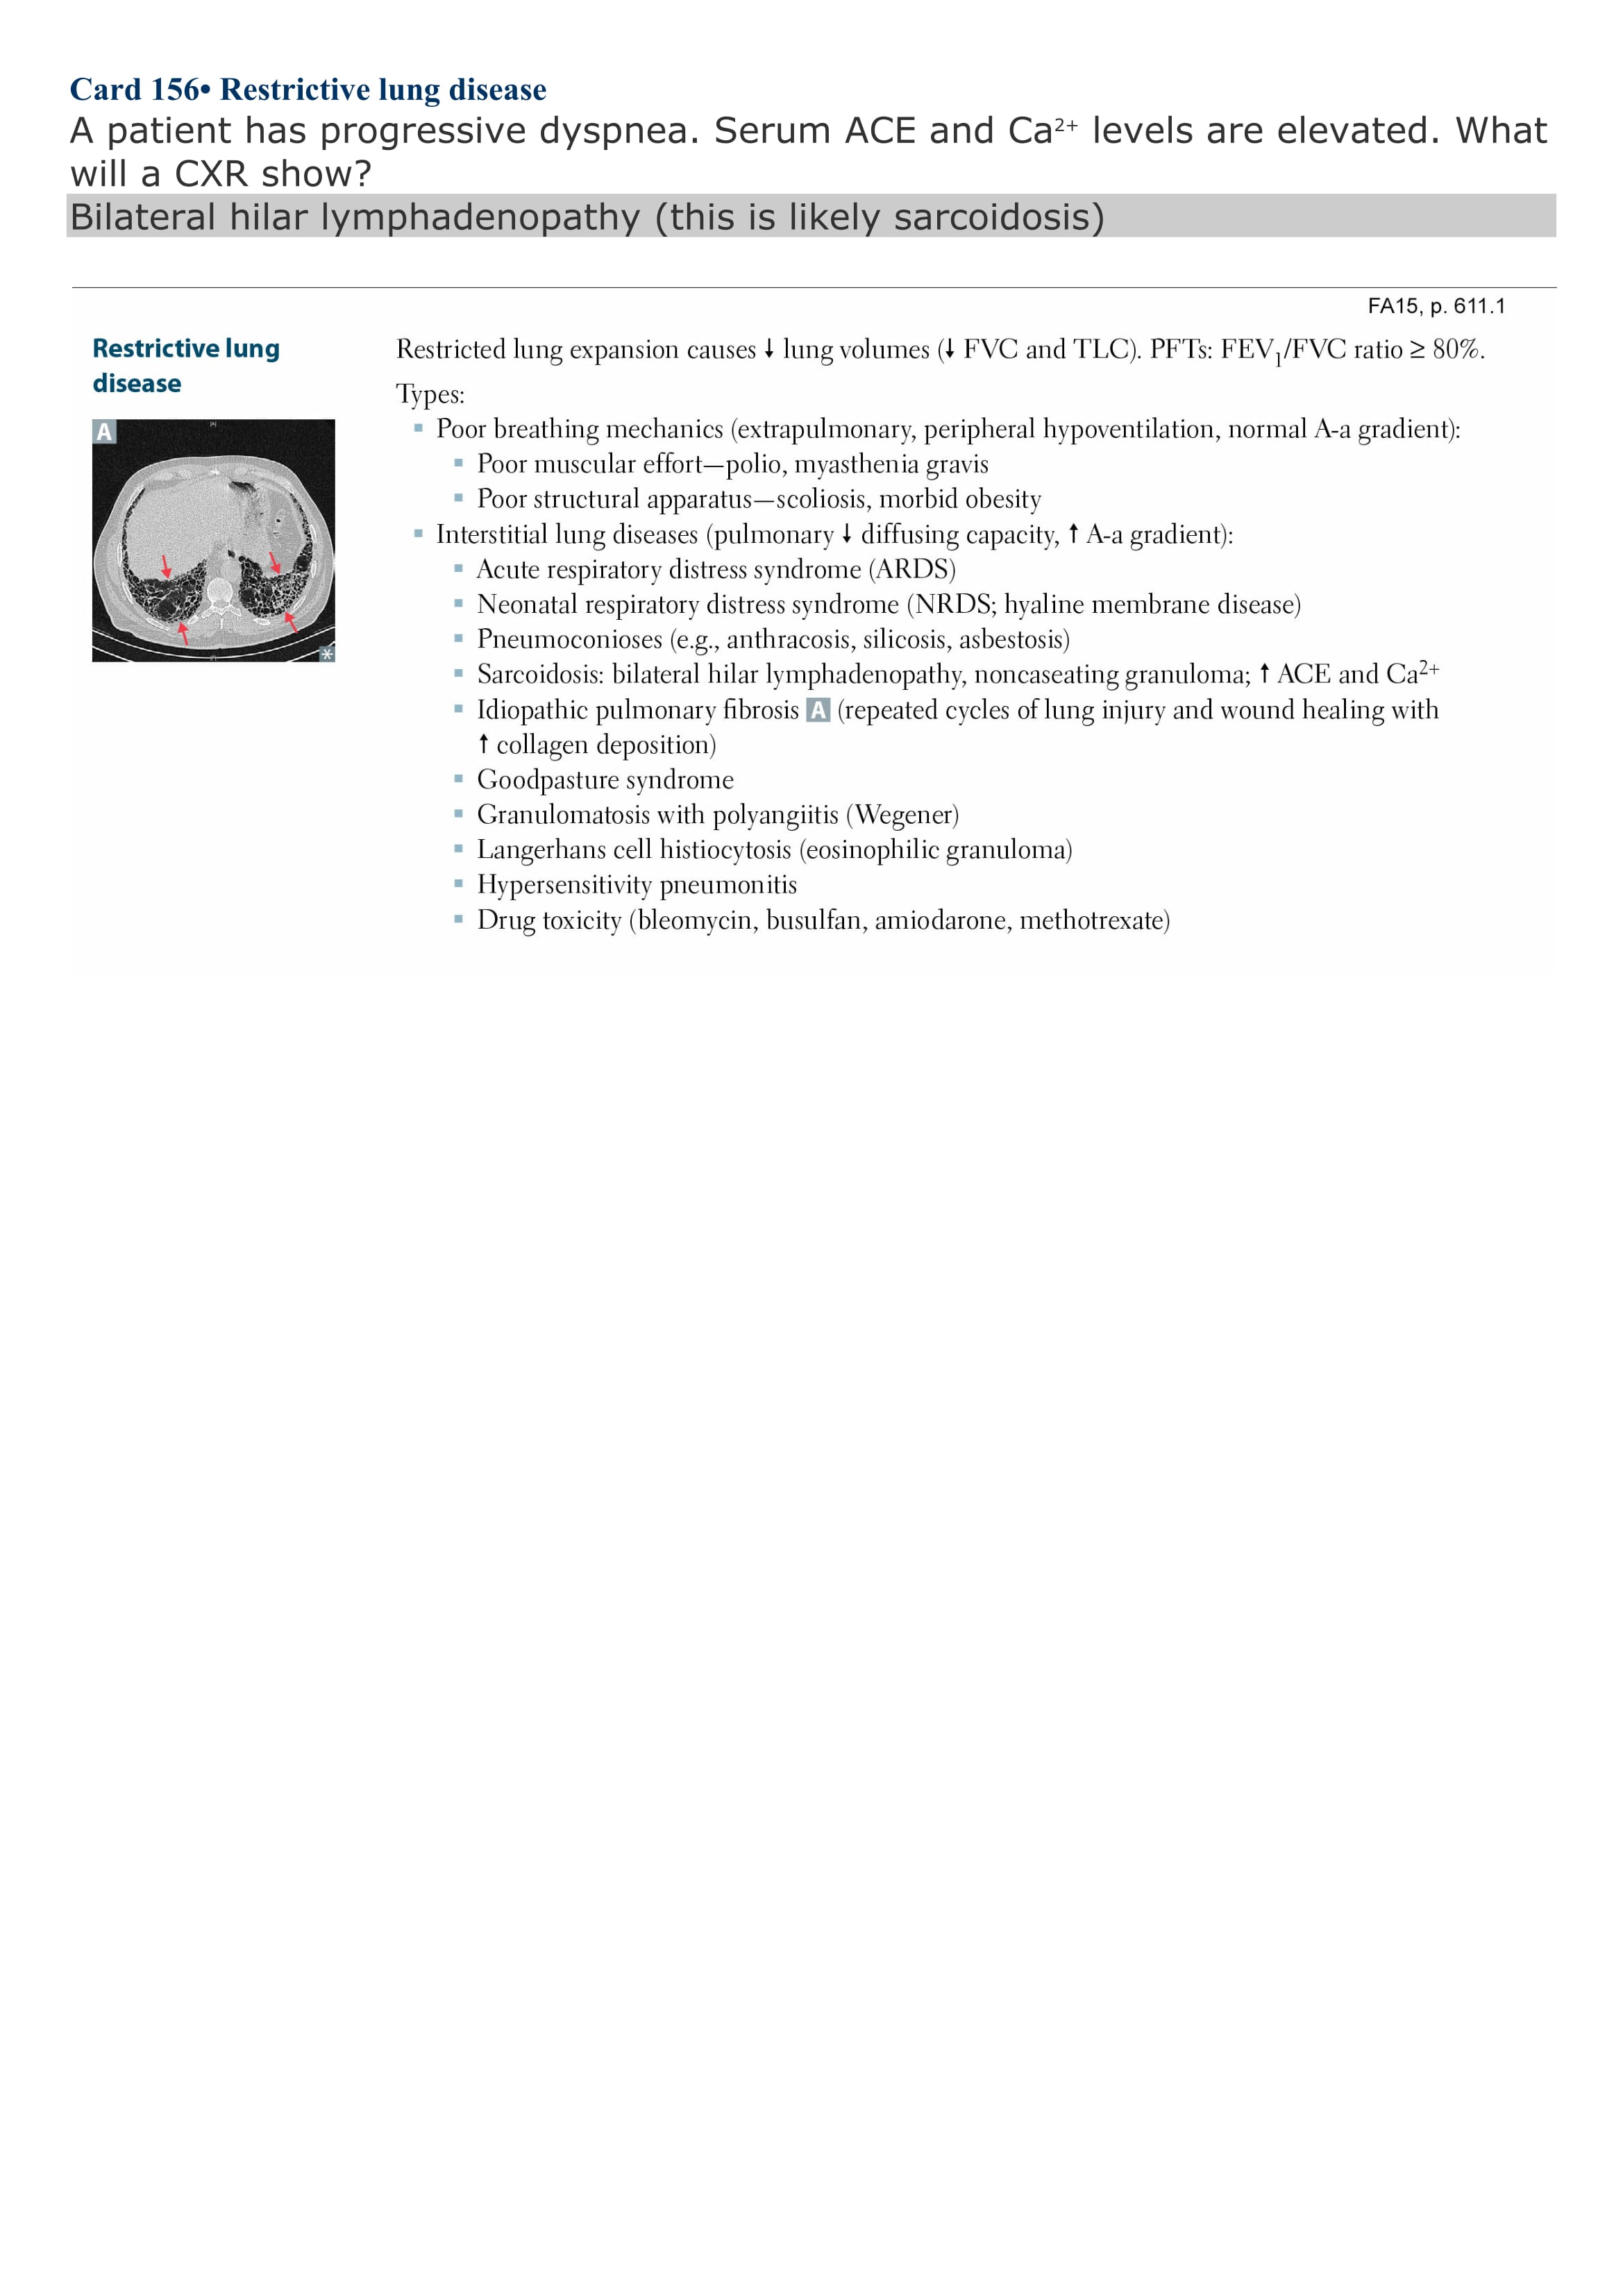 Card 156• Restrictive lung disease
A patient has progressive dyspnea. Serum ACE and Ca²⁺ levels are elevated. What
will a CXR show?
Bilateral hilar lymphadenopathy (this is likely sarcoidosis)
FA15, p. 611.1
Restrictive lung
disease
A
Restricted lung expansion causes ↓ lung volumes (↓ FVC and TLC). PFTs: FEV₁/FVC ratio ≥ 80%.
Types:
▪ Poor breathing mechanics (extrapulmonary, peripheral hypoventilation, normal A-a gradient):
▪ Poor muscular effort—polio, myasthenia gravis
▪ Poor structural apparatus—scoliosis, morbid obesity
▪ Interstitial lung diseases (pulmonary ↓ diffusing capacity, ↑ A-a gradient):
▪ Acute respiratory distress syndrome (ARDS)
▪ Neonatal respiratory distress syndrome (NRDS; hyaline membrane disease)
▪ Pneumoconioses (e.g., anthracosis, silicosis, asbestosis)
▪ Sarcoidosis: bilateral hilar lymphadenopathy, noncaseating granuloma; ↑ ACE and Ca²⁺
▪ Idiopathic pulmonary fibrosis A (repeated cycles of lung injury and wound healing with
↑ collagen deposition)
▪ Goodpasture syndrome
▪ Granulomatosis with polyangiitis (Wegener)
▪ Langerhans cell histiocytosis (eosinophilic granuloma)
▪ Hypersensitivity pneumonitis
▪ Drug toxicity (bleomycin, busulfan, amiodarone, methotrexate)